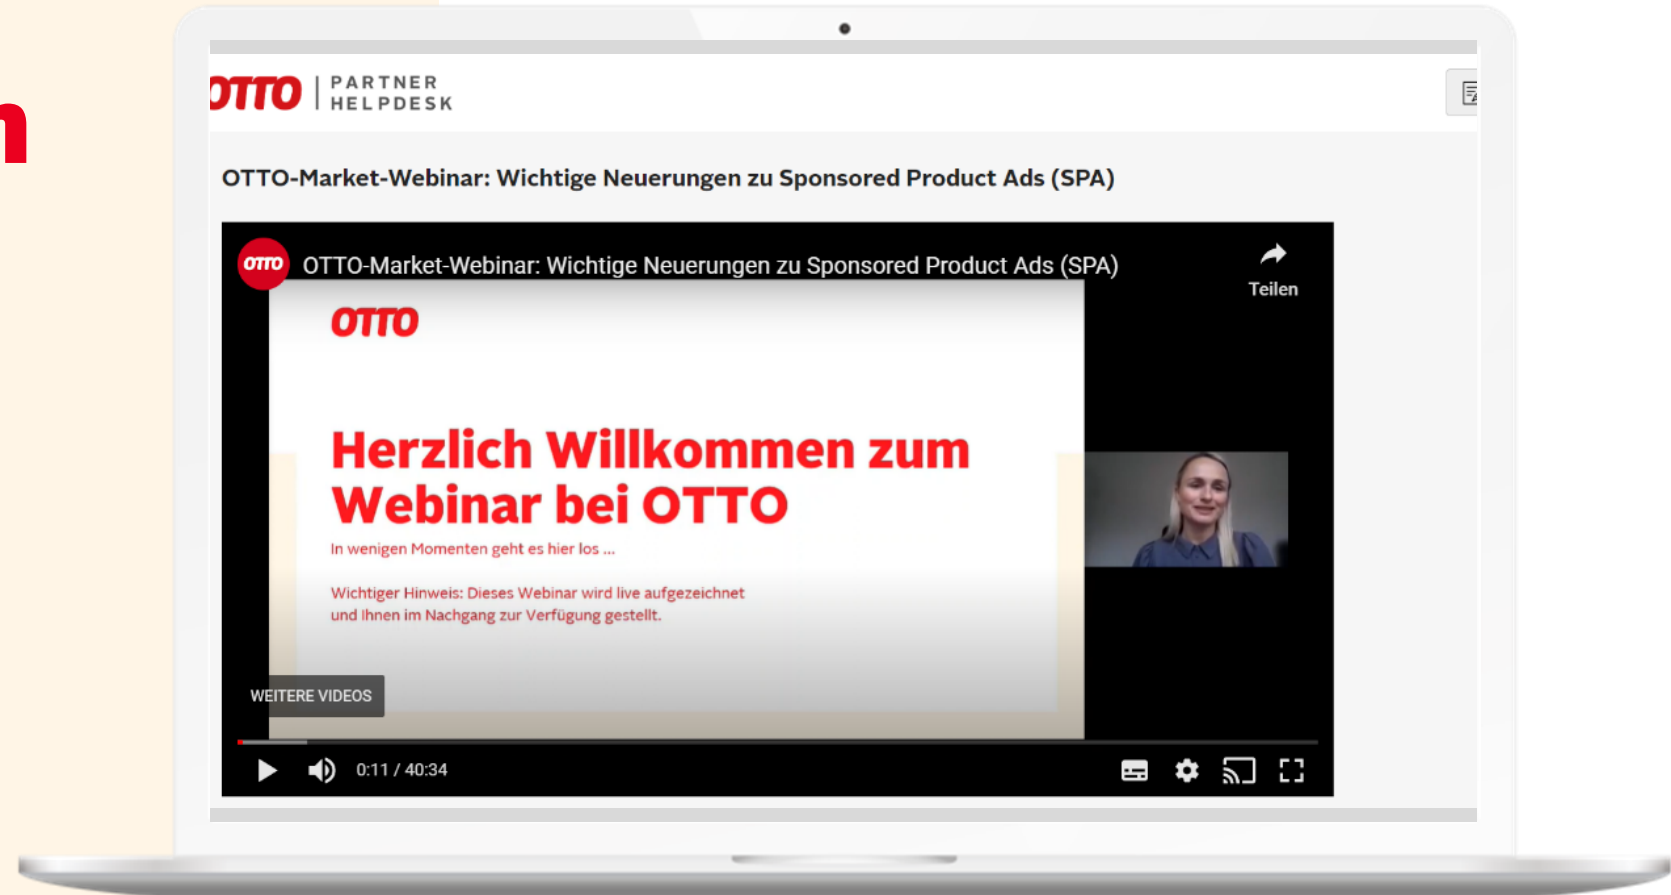 n
OTTO
PARTNER
HELPDESK
OTTO-Market-Webinar: Wichtige Neuerungen zu Sponsored Product Ads (SPA)
OTTO
OTTO-Market-Webinar: Wichtige Neuerungen zu Sponsored Product Ads (SPA)
Teilen
OTTO
Herzlich Willkommen zum
Webinar bei OTTO
In wenigen Momenten geht es hier los ...
Wichtiger Hinweis: Dieses Webinar wird live aufgezeichnet
und Ihnen im Nachgang zur Verfügung gestellt.
WEITERE VIDEOS
0:11 / 40:34